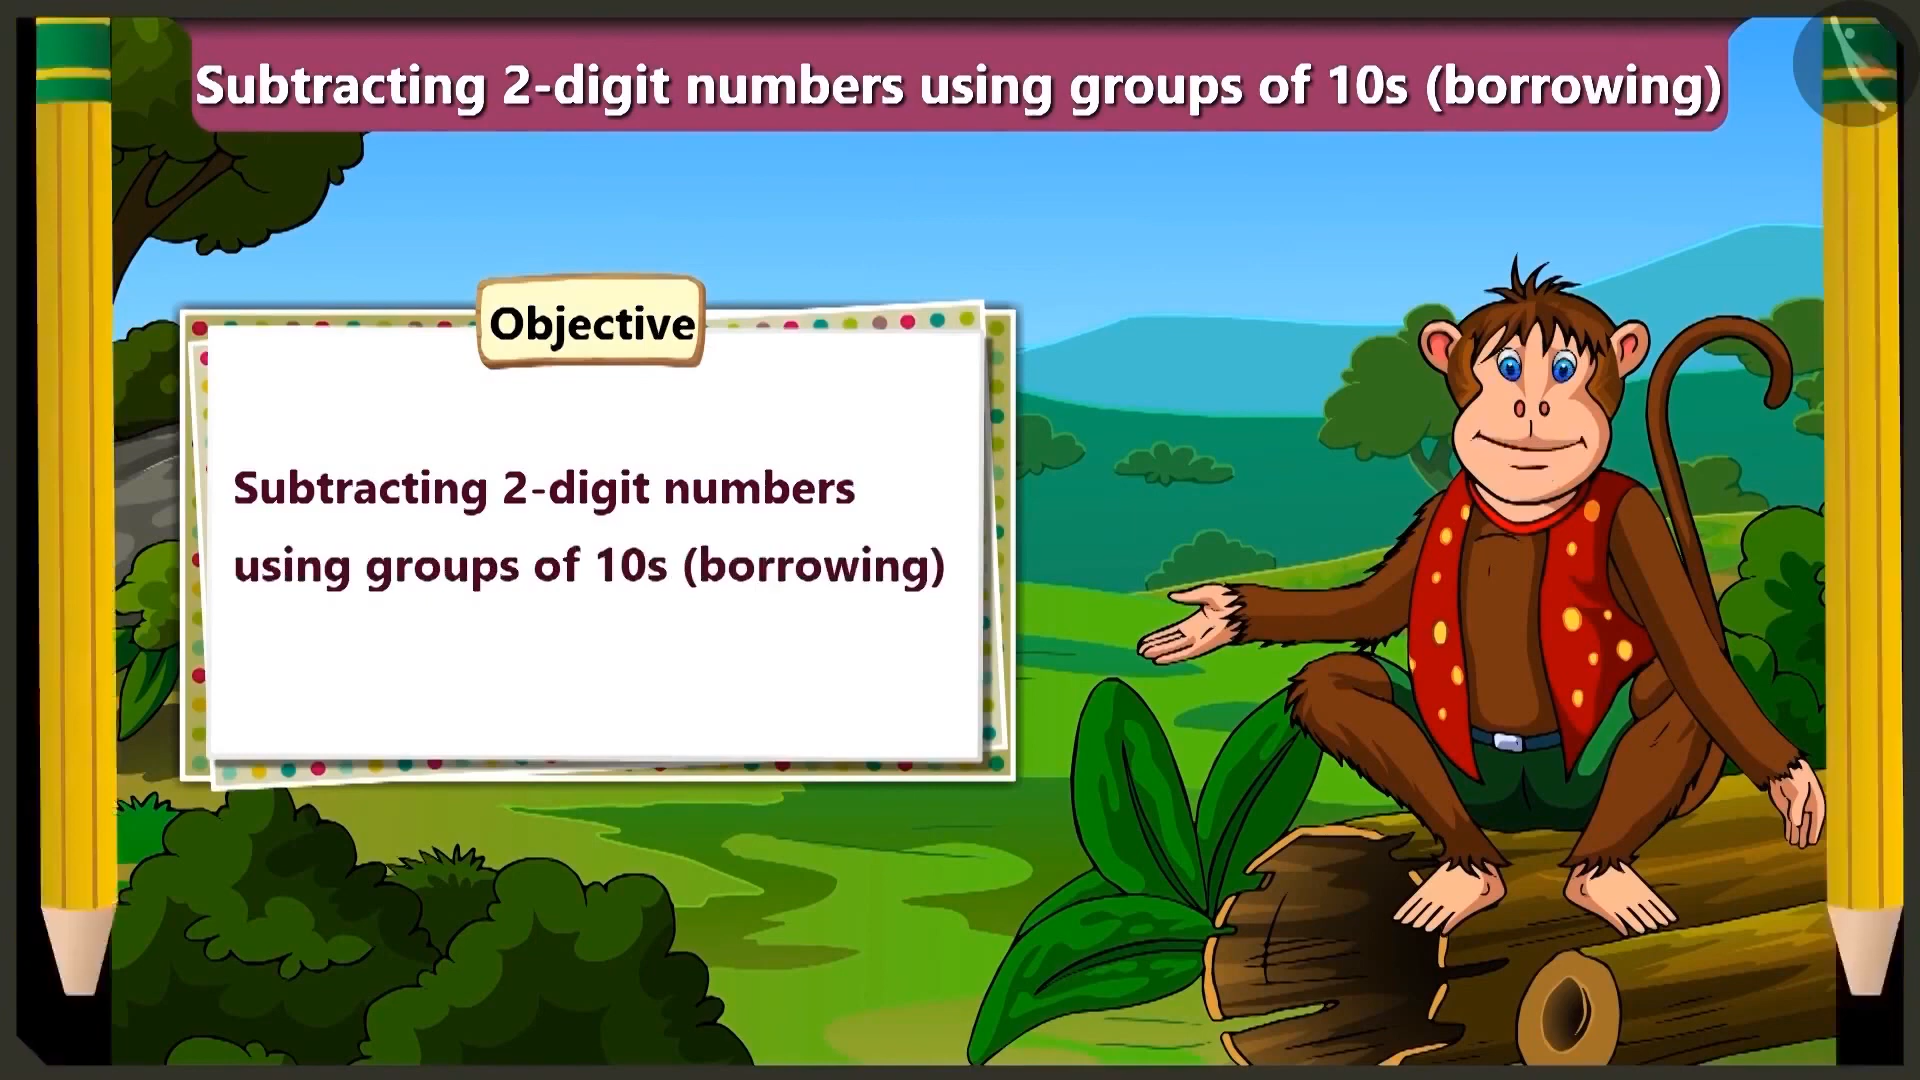 Subtracting 2-digit numbers using groups of 10s (borrowing)
Objective
Subtracting 2-digit numbers
using groups of 10s (borrowing)